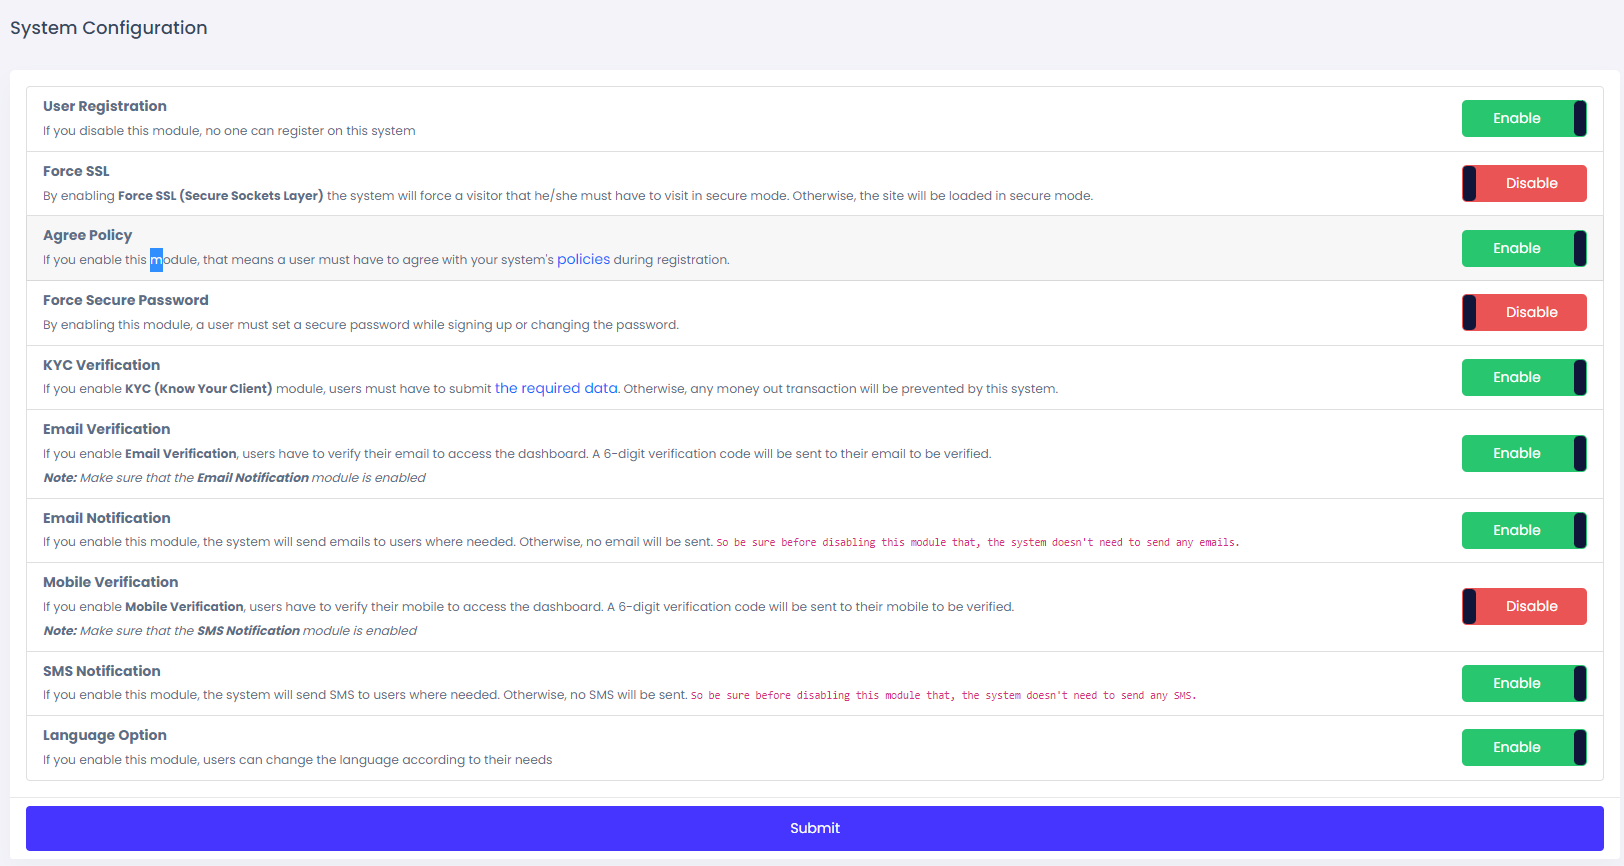 System Configuration
User Registration
If you disable this module, no one can register on this system
Enable
Force SSL
By enabling Force SSL (Secure Sockets Layer) the system will force a visitor that he/she must have to visit in secure mode. Otherwise, the site will be loaded in secure mode.
Disable
Agree Policy
If you enable this module, that means a user must have to agree with your system's policies during registration.
Enable
Force Secure Password
By enabling this module, a user must set a secure password while signing up or changing the password.
Disable
KYC Verification
If you enable KYC (Know Your Client) module, users must have to submit the required data. Otherwise, any money out transaction will be prevented by this system.
Enable
Email Verification
If you enable Email Verification, users have to verify their email to access the dashboard. A 6-digit verification code will be sent to their email to be verified.
Note: Make sure that the Email Notification module is enabled
Enable
Email Notification
If you enable this module, the system will send emails to users where needed. Otherwise, no email will be sent. So be sure before disabling this module that, the system doesn't need to send any emails.
Enable
Mobile Verification
If you enable Mobile Verification, users have to verify their mobile to access the dashboard. A 6-digit verification code will be sent to their mobile to be verified.
Note: Make sure that the SMS Notification module is enabled
Disable
SMS Notification
If you enable this module, the system will send SMS to users where needed. Otherwise, no SMS will be sent. So be sure before disabling this module that, the system doesn't need to send any SMS.
Enable
Language Option
If you enable this module, users can change the language according to their needs
Enable
Submit